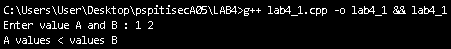 C:\Users\User\Desktop\pspitisecA05\LAB4>g++ lab4_1.cpp -o lab4_1 && lab4_1
Enter value A and B : 1 2
A values < values B